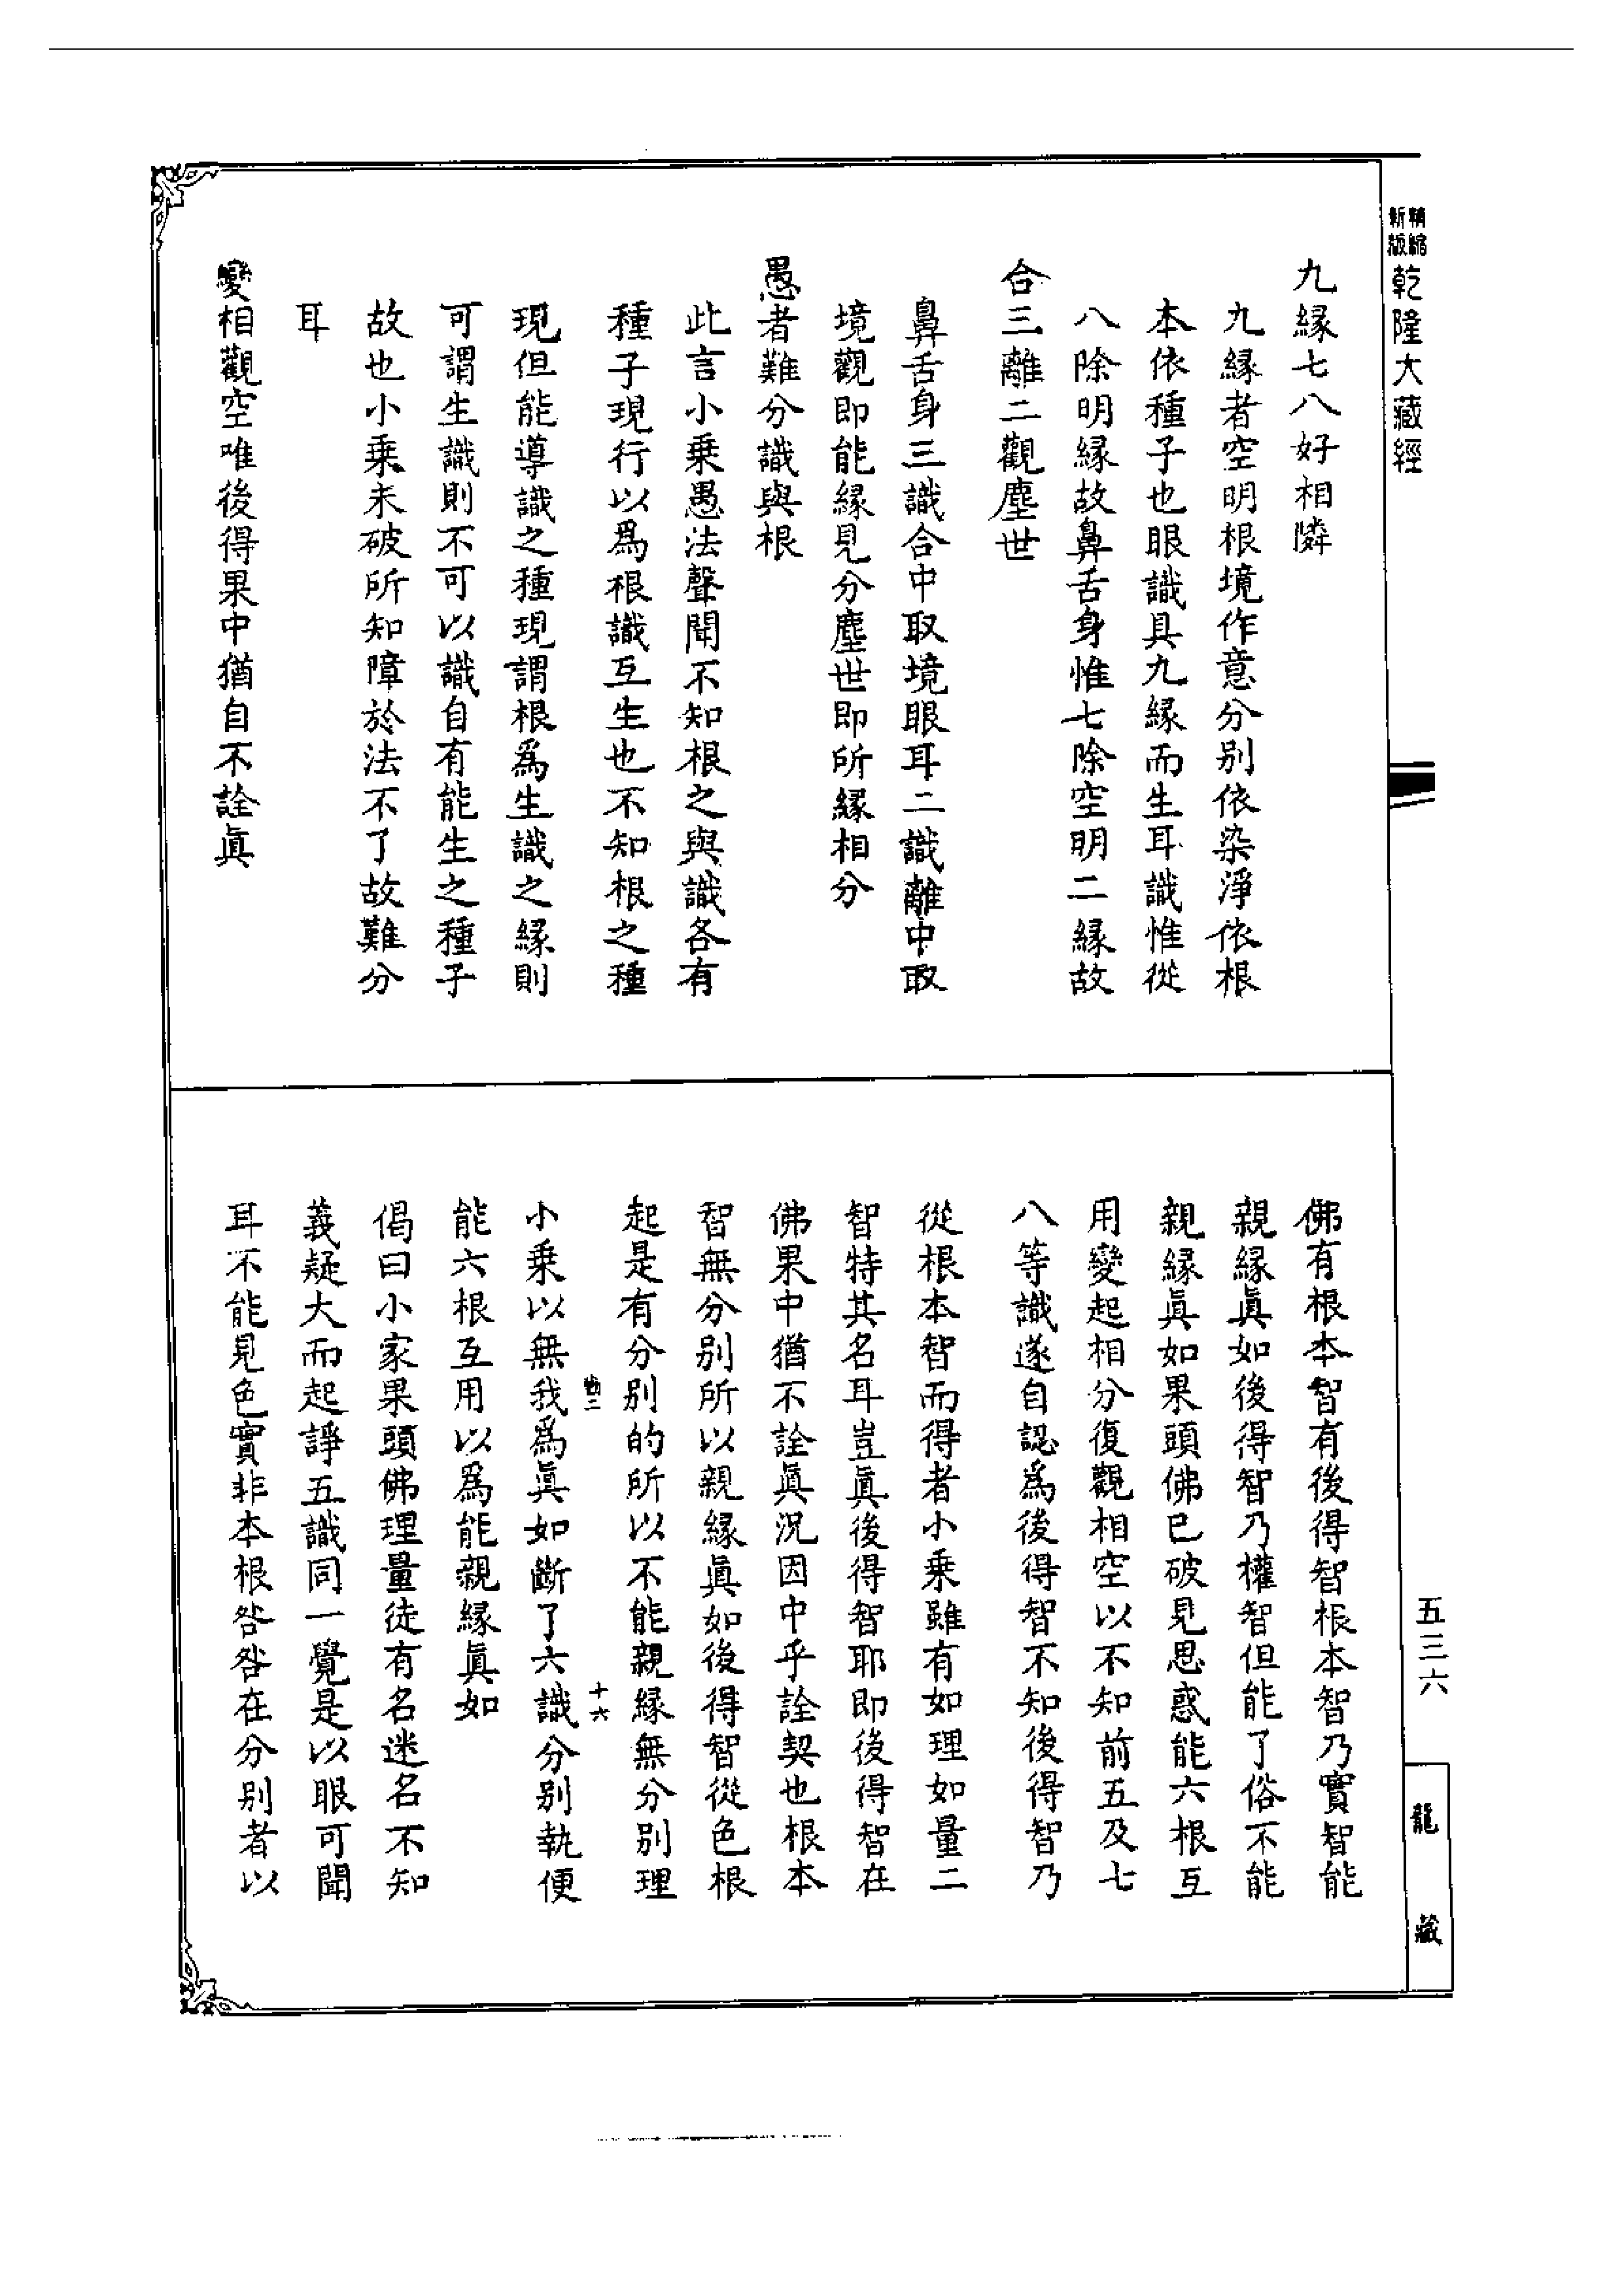 精縮
新版
乾隆大藏經
九緣七八好相隣
九緣者空明根境作意分別依染淨依根
本依種子也眼識具九緣而生耳識惟從
八除明緣故鼻舌身惟七除空明二緣故
合三離二觀塵世
鼻舌身三識合中取境眼耳二識離中取
境觀即能緣見分塵世即所緣相分
愚者難分識與根
此言小乘愚法聲聞不知根之與識各有
種子現行以爲根識互生也不知根之種
現但能導識之種現謂根爲生識之緣則
可謂生識則不可以識自有能生之種子
故也小乘未破所知障於法不了故難分
耳
變相觀空唯後得果中猶自不詮眞
五三六
龍藏
佛有根本智有後得智根本智乃實智能
親緣眞如後得智乃權智但能了俗不能
親緣眞如果頭佛已破見思惑能六根互
用變起相分復觀相空以不知前五及七
八等識遂自認爲後得智不知後得智乃
從根本智而得者小乘雖有如理如量二
智特其名耳豈眞後得智耶即後得智在
佛果中猶不詮眞況因中乎詮契也根本
智無分別所以親緣眞如後得智從色根
起是有分別的所以不能親緣無分別理
十六
小乘以無我爲眞如斷了六識分別執便
能六根互用以爲能親緣眞如
偈曰小家果頭佛理量徒有名迷名不知
義疑大而起諍五識同一覺是以眼可聞
耳不能見色實非本根咎咎在分別者以